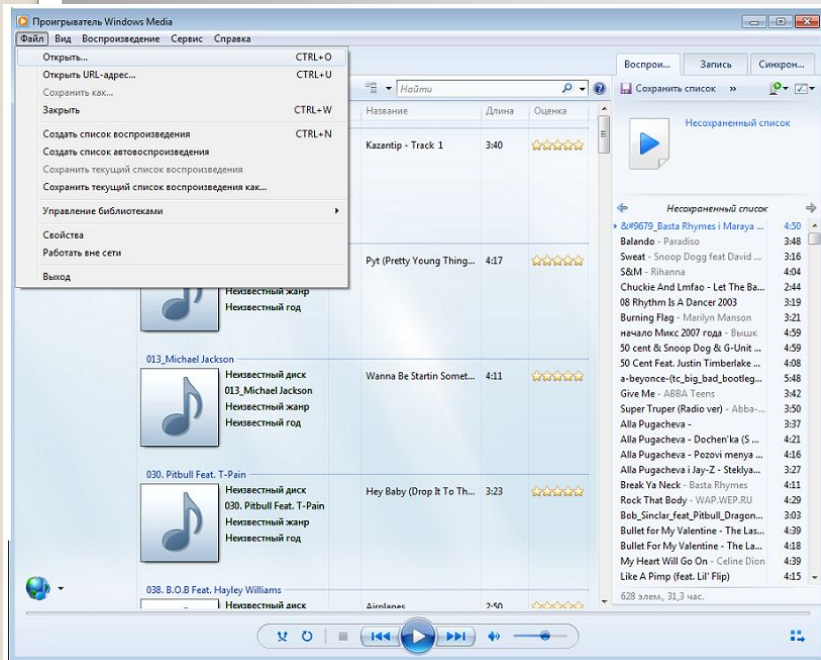 Проигрыватель Windows Media
Файл Вид Воспроизведение Сервис Справка
Открыть... CTRL+O
Открыть URL-адрес... CTRL+U
Сохранить как...
Закрыть CTRL+W
Создать список воспроизведения CTRL+N
Создать список автовоспроизведения
Сохранить текущий список воспроизведения
Сохранить текущий список воспроизведения как...
Управление библиотеками
Свойства
Работать вне сети
Выход
Найти
Название Длина Оценка
Kazantip - Track 1 3:40
Pyt (Pretty Young Thing... 4:17
Неизвестный жанр
Неизвестный год
013_Michael Jackson
Неизвестный диск
013_Michael Jackson
Неизвестный жанр
Неизвестный год
Wanna Be Startin Somet... 4:11
030. Pitbull Feat. T-Pain
Неизвестный диск
030. Pitbull Feat. T-Pain
Неизвестный жанр
Неизвестный год
Hey Baby (Drop It To Th... 3:23
038. B.O.B Feat. Hayley Williams
Неизвестный диск
Airplanes 2:50
Воспрои... Запись Синхрон...
Сохранить список »
Несохраненный список
Несохраненный список
&#9679_Basta Rhymes i Maraya ... 4:50
Balando - Paradiso 3:48
Sweat - Snoop Dogg feat David ... 3:16
S&M - Rihanna 4:04
Chuckie And Lmfao - Let The Ba... 2:44
08 Rhythm Is A Dancer 2003 3:19
Burning Flag - Marilyn Manson 3:21
начало Микс 2007 года - Вышик 4:59
50 cent & Snoop Dog & G-Unit ... 4:59
50 Cent Feat. Justin Timberlake ... 4:08
a-beyonce-(tc_big_bad_bootleg... 5:48
Give Me - ABBA Teens 3:42
Super Truper (Radio ver) - Abba-... 3:50
Alla Pugacheva - 3:37
Alla Pugacheva - Dochen'ka (S ... 4:21
Alla Pugacheva - Pozovi menya ... 4:16
Alla Pugacheva i Jay-Z - Steklya... 3:27
Break Ya Neck - Basta Rhymes 4:11
Rock That Body - WAP.WEP.RU 4:29
Bob_Sinclar_feat_Pitbull_Dragon... 3:03
Bullet for My Valentine - The Las... 4:39
Bullet For My Valentine - The La... 4:18
My Heart Will Go On - Celine Dion 4:39
Like A Pimp (feat. Lil' Flip) 4:15
628 элем., 31,3 час.